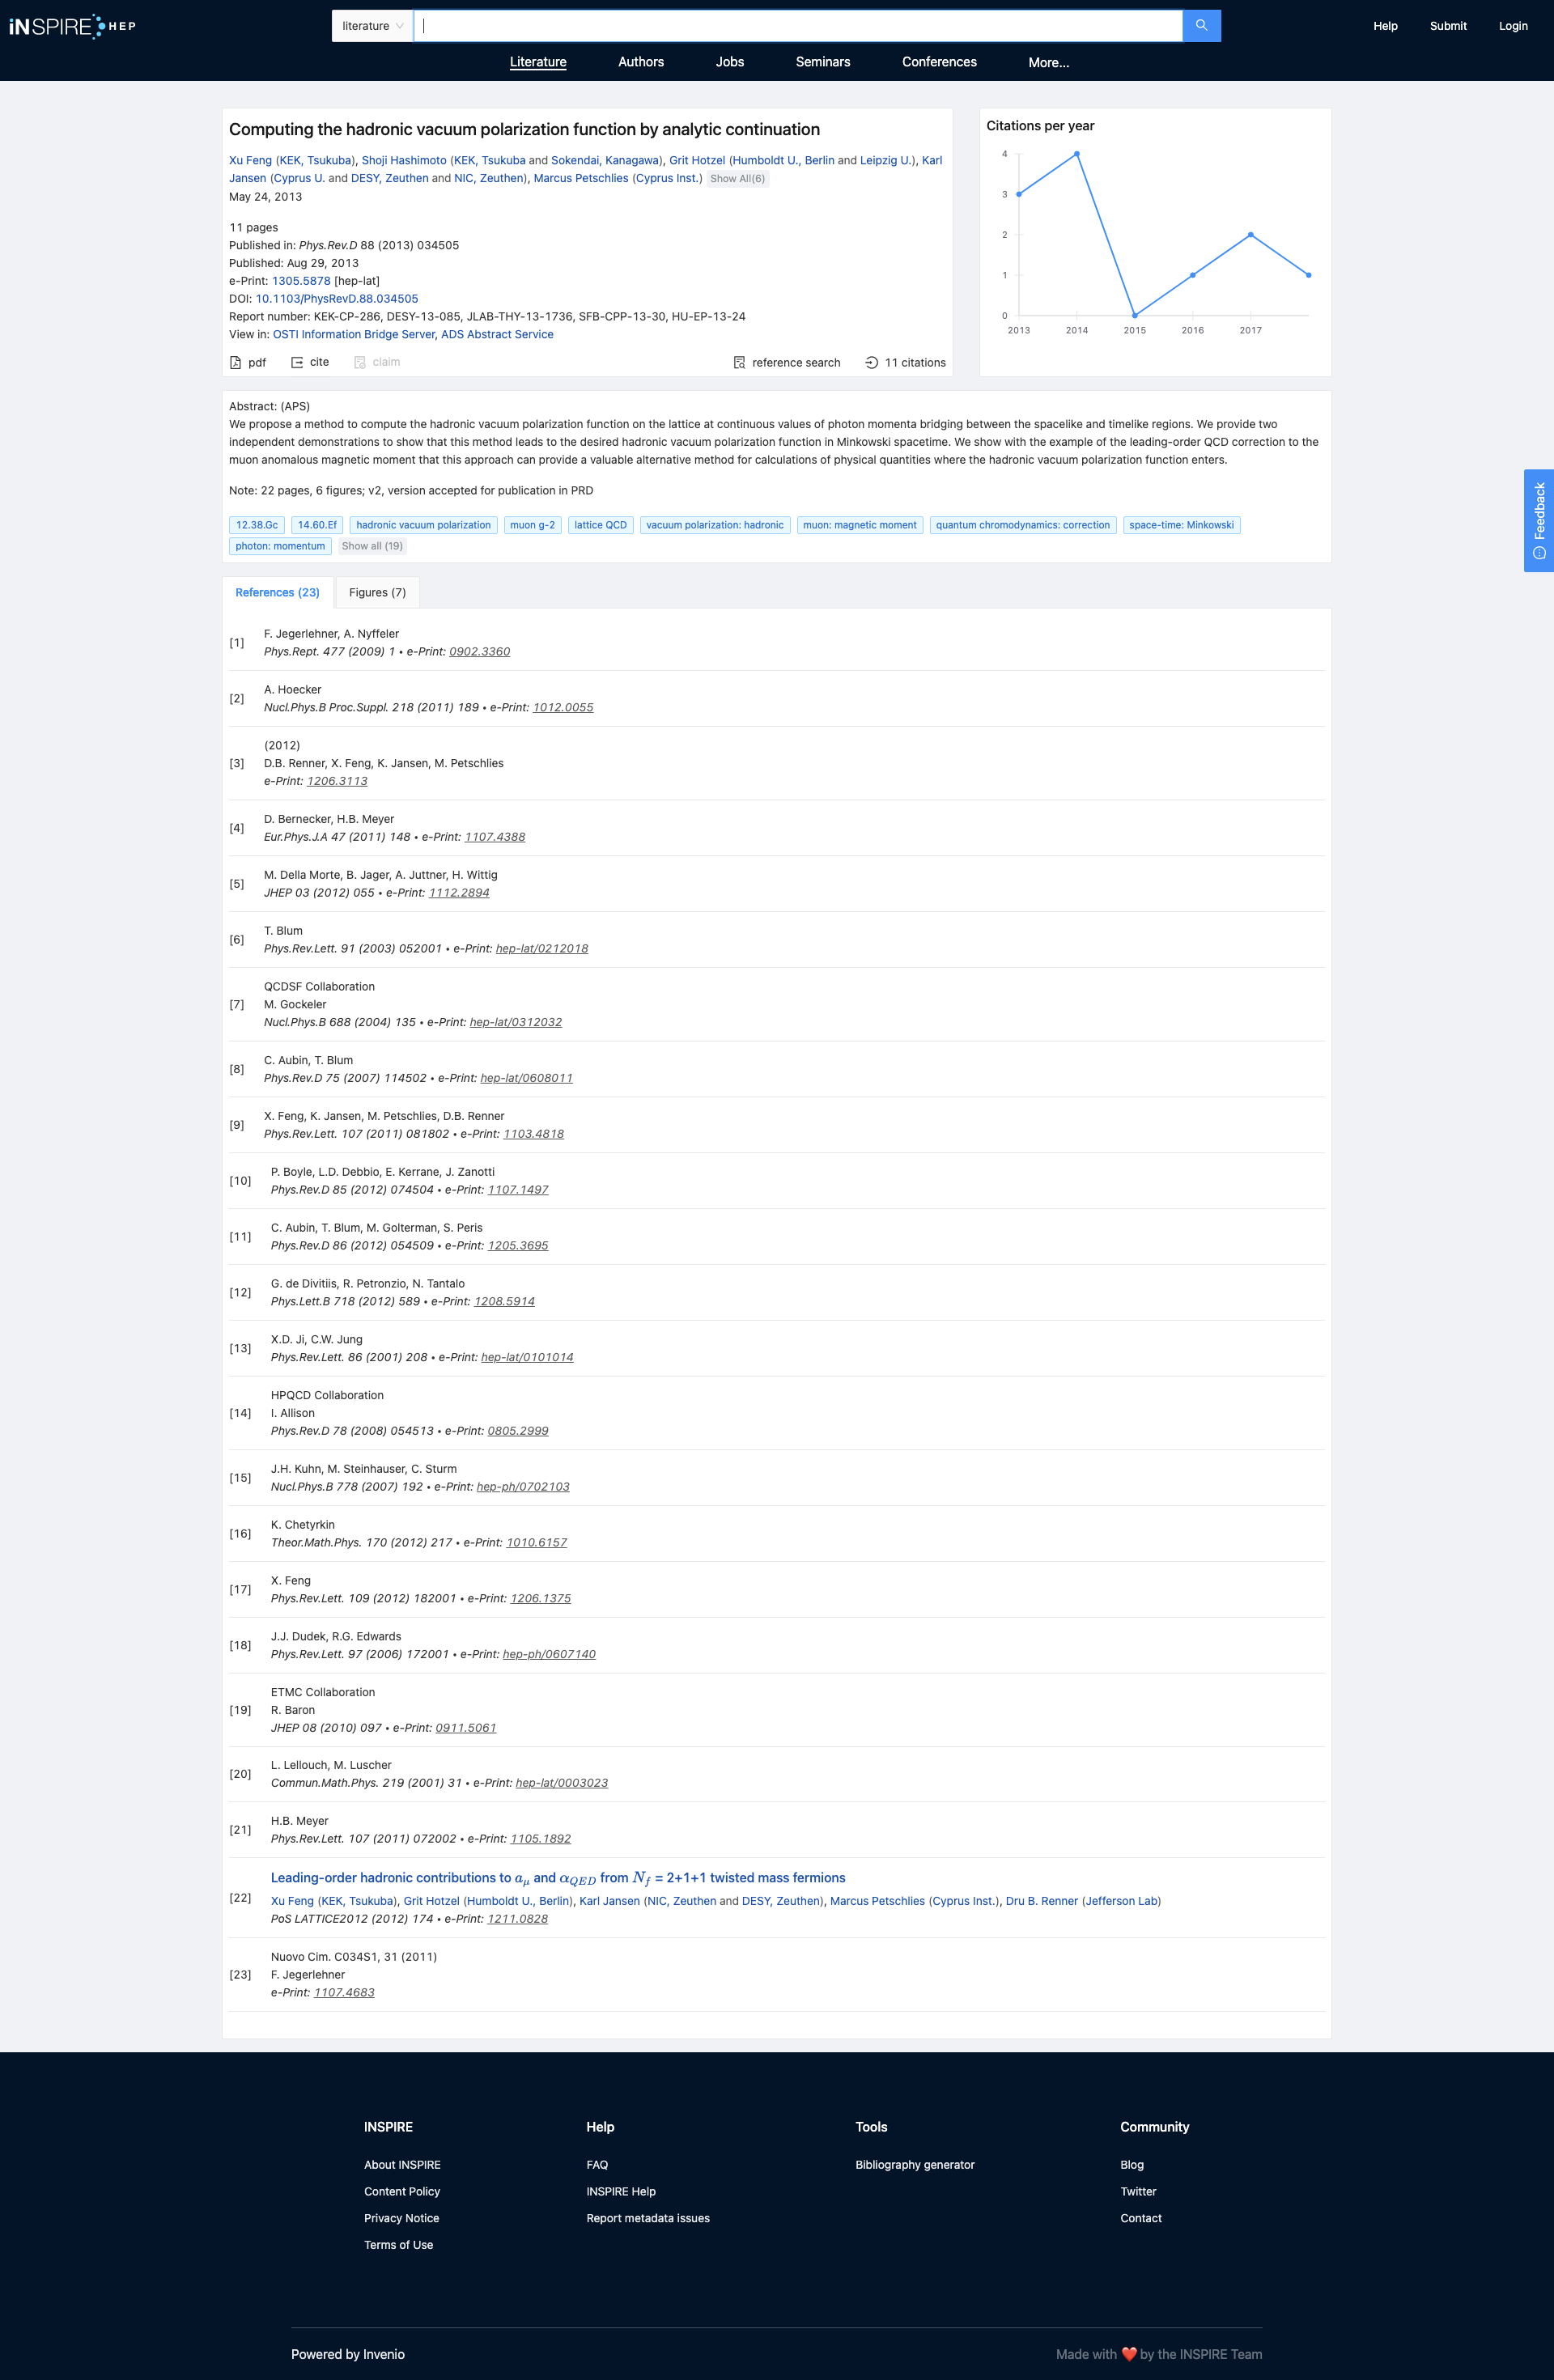 iNSPIRE HEP
literature
Help Submit Login
Literature Authors Jobs Seminars Conferences More...
Computing the hadronic vacuum polarization function by analytic continuation
Xu Feng (KEK, Tsukuba), Shoji Hashimoto (KEK, Tsukuba and Sokendai, Kanagawa), Grit Hotzel (Humboldt U., Berlin and Leipzig U.), Karl
Jansen (Cyprus U. and DESY, Zeuthen and NIC, Zeuthen), Marcus Petschlies (Cyprus Inst.) Show All(6)
May 24, 2013
11 pages
Published in: Phys.Rev.D 88 (2013) 034505
Published: Aug 29, 2013
e-Print: 1305.5878 [hep-lat]
DOI: 10.1103/PhysRevD.88.034505
Report number: KEK-CP-286, DESY-13-085, JLAB-THY-13-1736, SFB-CPP-13-30, HU-EP-13-24
View in: OSTI Information Bridge Server, ADS Abstract Service
pdf cite claim reference search 11 citations
Citations per year
4
3
2
1
0
2013 2014 2015 2016 2017
Abstract: (APS)
We propose a method to compute the hadronic vacuum polarization function on the lattice at continuous values of photon momenta bridging between the spacelike and timelike regions. We provide two
independent demonstrations to show that this method leads to the desired hadronic vacuum polarization function in Minkowski spacetime. We show with the example of the leading-order QCD correction to the
muon anomalous magnetic moment that this approach can provide a valuable alternative method for calculations of physical quantities where the hadronic vacuum polarization function enters.
Note: 22 pages, 6 figures; v2, version accepted for publication in PRD
12.38.Gc 14.60.Ef hadronic vacuum polarization muon g-2 lattice QCD vacuum polarization: hadronic muon: magnetic moment quantum chromodynamics: correction space-time: Minkowski
photon: momentum Show all (19)
Feedback
References (23) Figures (7)
[1]
F. Jegerlehner, A. Nyffeler
Phys.Rept. 477 (2009) 1 • e-Print: 0902.3360
[2]
A. Hoecker
Nucl.Phys.B Proc.Suppl. 218 (2011) 189 • e-Print: 1012.0055
[3]
(2012)
D.B. Renner, X. Feng, K. Jansen, M. Petschlies
e-Print: 1206.3113
[4]
D. Bernecker, H.B. Meyer
Eur.Phys.J.A 47 (2011) 148 • e-Print: 1107.4388
[5]
M. Della Morte, B. Jager, A. Juttner, H. Wittig
JHEP 03 (2012) 055 • e-Print: 1112.2894
[6]
T. Blum
Phys.Rev.Lett. 91 (2003) 052001 • e-Print: hep-lat/0212018
[7]
QCDSF Collaboration
M. Gockeler
Nucl.Phys.B 688 (2004) 135 • e-Print: hep-lat/0312032
[8]
C. Aubin, T. Blum
Phys.Rev.D 75 (2007) 114502 • e-Print: hep-lat/0608011
[9]
X. Feng, K. Jansen, M. Petschlies, D.B. Renner
Phys.Rev.Lett. 107 (2011) 081802 • e-Print: 1103.4818
[10]
P. Boyle, L.D. Debbio, E. Kerrane, J. Zanotti
Phys.Rev.D 85 (2012) 074504 • e-Print: 1107.1497
[11]
C. Aubin, T. Blum, M. Golterman, S. Peris
Phys.Rev.D 86 (2012) 054509 • e-Print: 1205.3695
[12]
G. de Divitiis, R. Petronzio, N. Tantalo
Phys.Lett.B 718 (2012) 589 • e-Print: 1208.5914
[13]
X.D. Ji, C.W. Jung
Phys.Rev.Lett. 86 (2001) 208 • e-Print: hep-lat/0101014
[14]
HPQCD Collaboration
I. Allison
Phys.Rev.D 78 (2008) 054513 • e-Print: 0805.2999
[15]
J.H. Kuhn, M. Steinhauser, C. Sturm
Nucl.Phys.B 778 (2007) 192 • e-Print: hep-ph/0702103
[16]
K. Chetyrkin
Theor.Math.Phys. 170 (2012) 217 • e-Print: 1010.6157
[17]
X. Feng
Phys.Rev.Lett. 109 (2012) 182001 • e-Print: 1206.1375
[18]
J.J. Dudek, R.G. Edwards
Phys.Rev.Lett. 97 (2006) 172001 • e-Print: hep-ph/0607140
[19]
ETMC Collaboration
R. Baron
JHEP 08 (2010) 097 • e-Print: 0911.5061
[20]
L. Lellouch, M. Luscher
Commun.Math.Phys. 219 (2001) 31 • e-Print: hep-lat/0003023
[21]
H.B. Meyer
Phys.Rev.Lett. 107 (2011) 072002 • e-Print: 1105.1892
[22]
Leading-order hadronic contributions to aμ and αQED from Nf = 2+1+1 twisted mass fermions
Xu Feng (KEK, Tsukuba), Grit Hotzel (Humboldt U., Berlin), Karl Jansen (NIC, Zeuthen and DESY, Zeuthen), Marcus Petschlies (Cyprus Inst.), Dru B. Renner (Jefferson Lab)
PoS LATTICE2012 (2012) 174 • e-Print: 1211.0828
[23]
Nuovo Cim. C034S1, 31 (2011)
F. Jegerlehner
e-Print: 1107.4683
INSPIRE
About INSPIRE
Content Policy
Privacy Notice
Terms of Use
Help
FAQ
INSPIRE Help
Report metadata issues
Tools
Bibliography generator
Community
Blog
Twitter
Contact
Powered by Invenio
Made with ❤️ by the INSPIRE Team